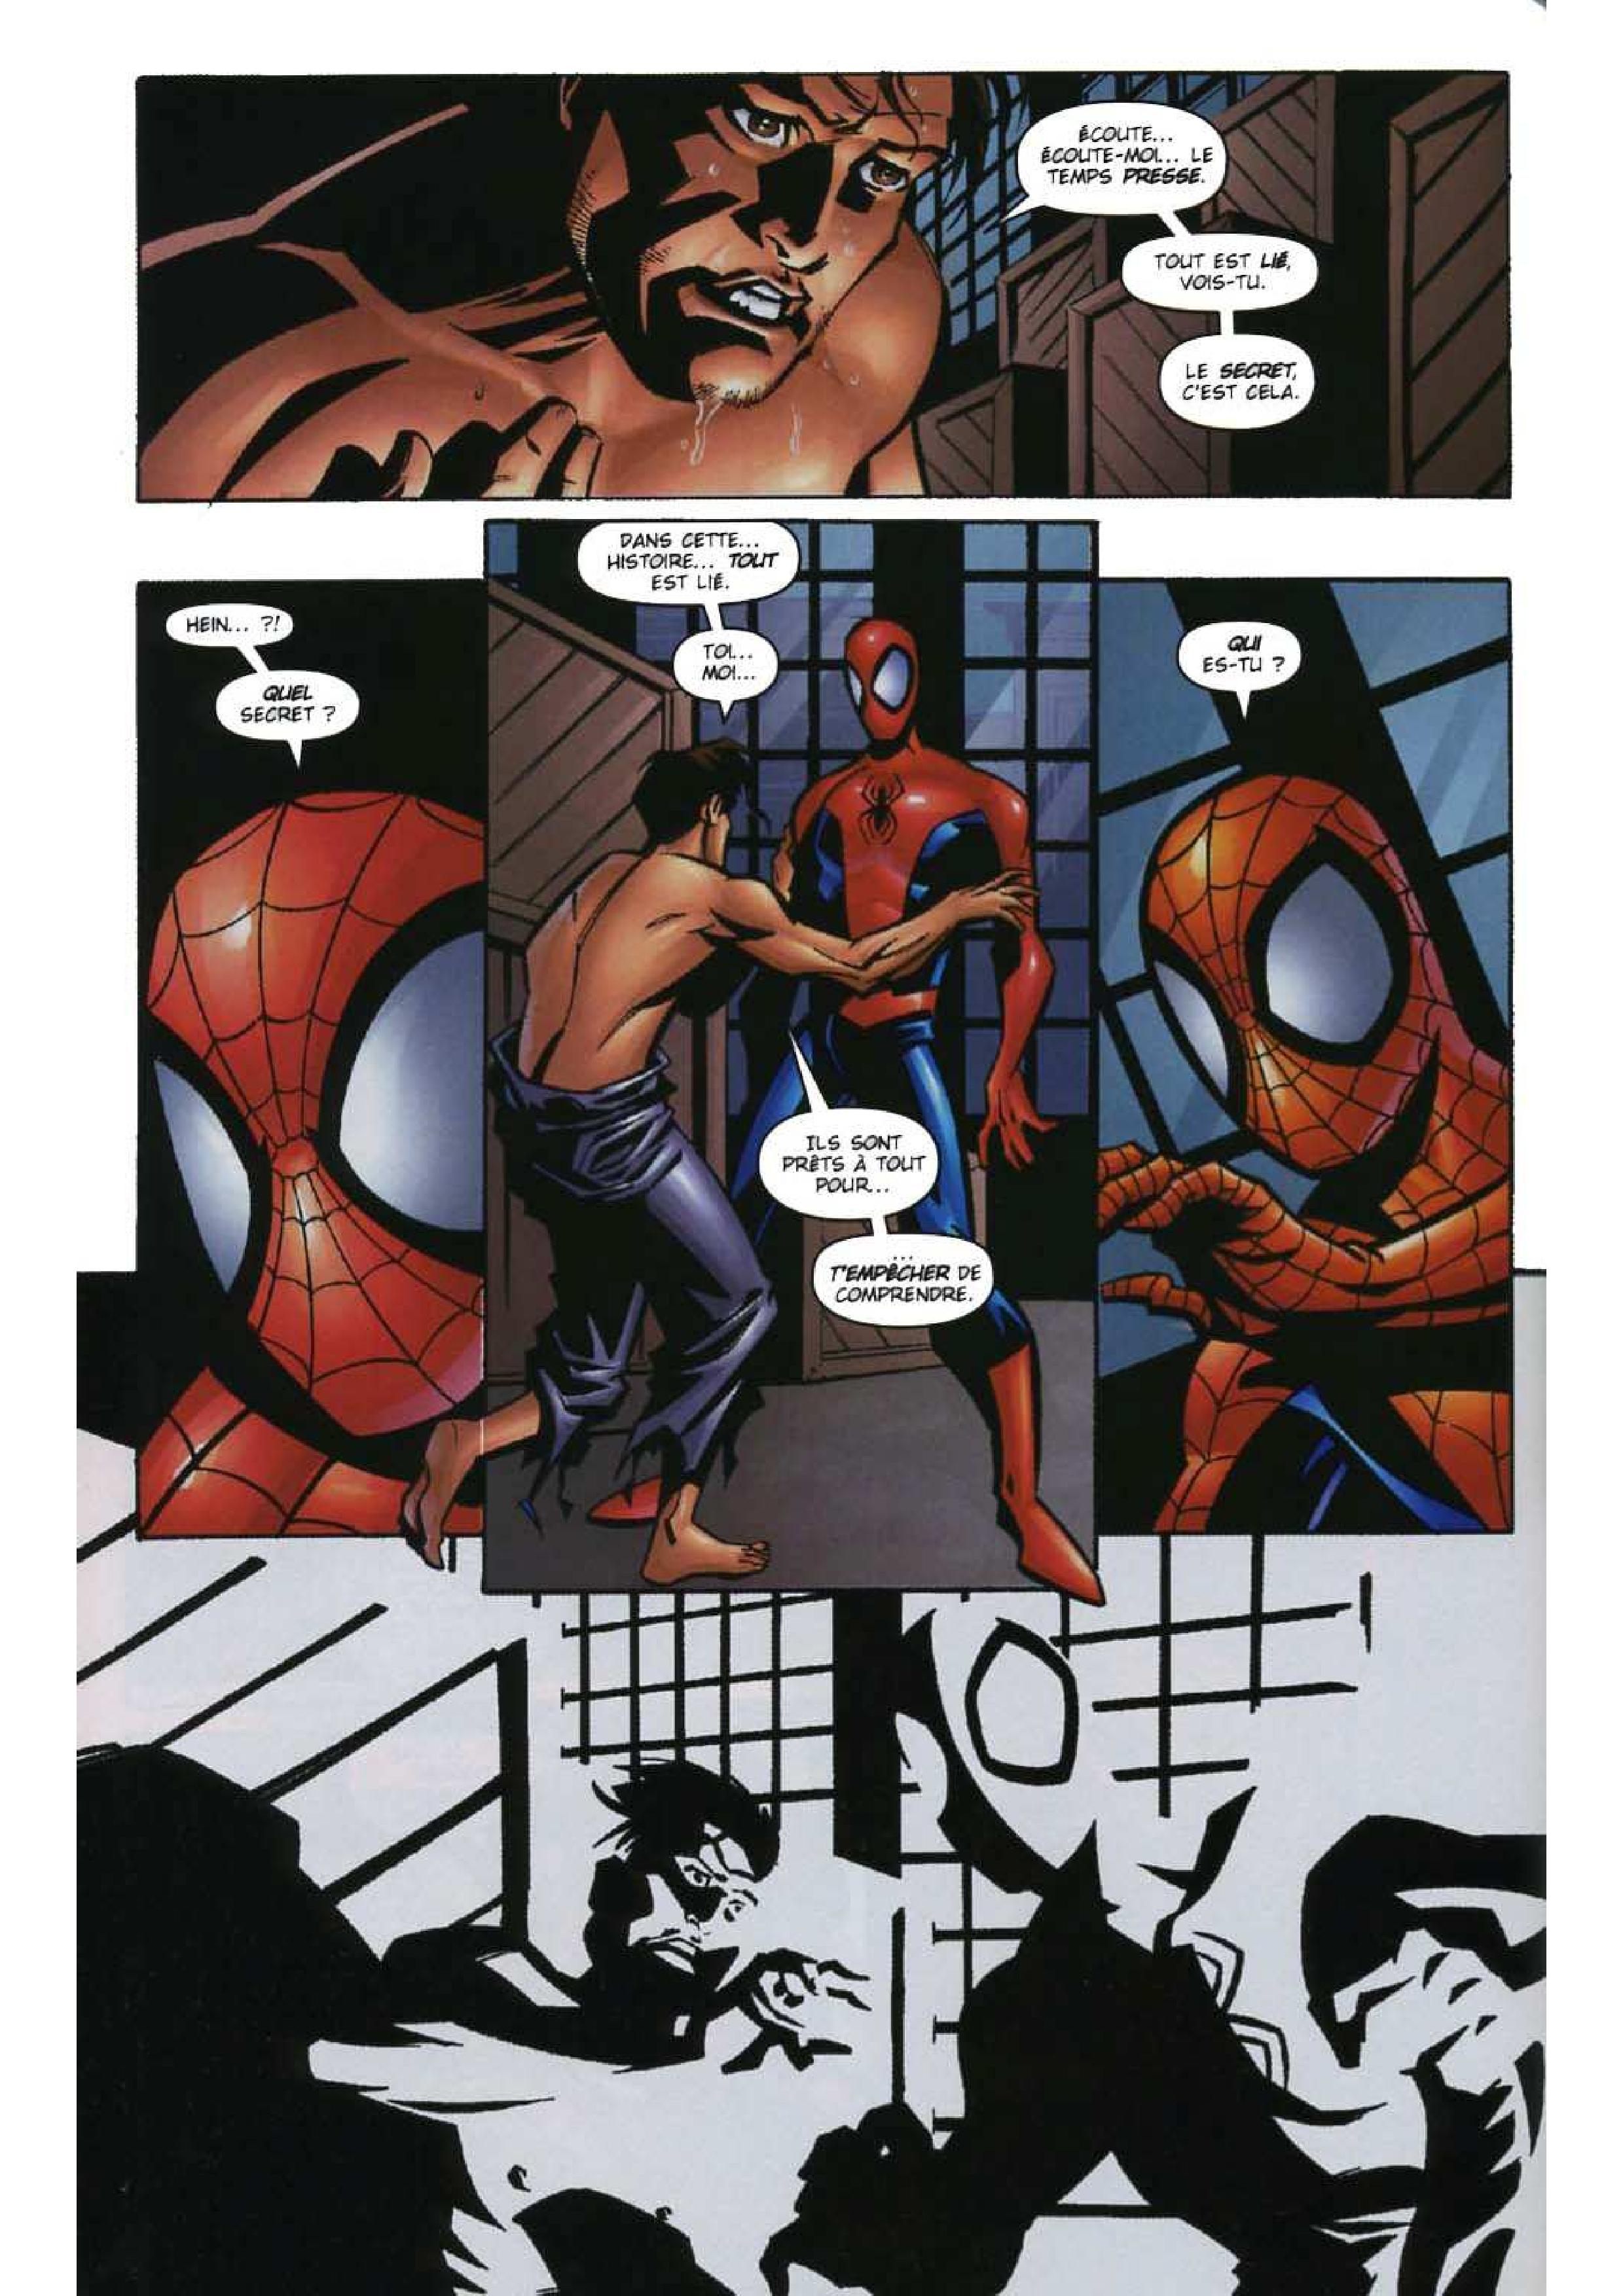 ÉCOUTE...
ÉCOUTE-MOI... LE
TEMPS PRESSE.
TOUT EST LIÉ,
VOIS-TU.
LE SECRET,
C'EST CELA.
HEIN... ?!
QUEL
SECRET ?
DANS CETTE...
HISTOIRE... TOUT
EST LIÉ.
TOI...
MOI...
ILS SONT
PRÊTS À TOUT
POUR...
...
T'EMPÊCHER DE
COMPRENDRE.
QUI
ES-TU ?